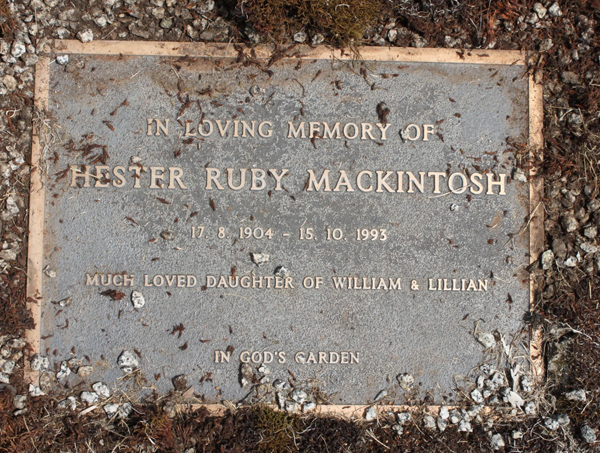 IN LOVING MEMORY OF
HESTER RUBY MACKINTOSH
17. 8. 1904 - 15. 10. 1993
MUCH LOVED DAUGHTER OF WILLIAM & LILLIAN
IN GOD'S GARDEN